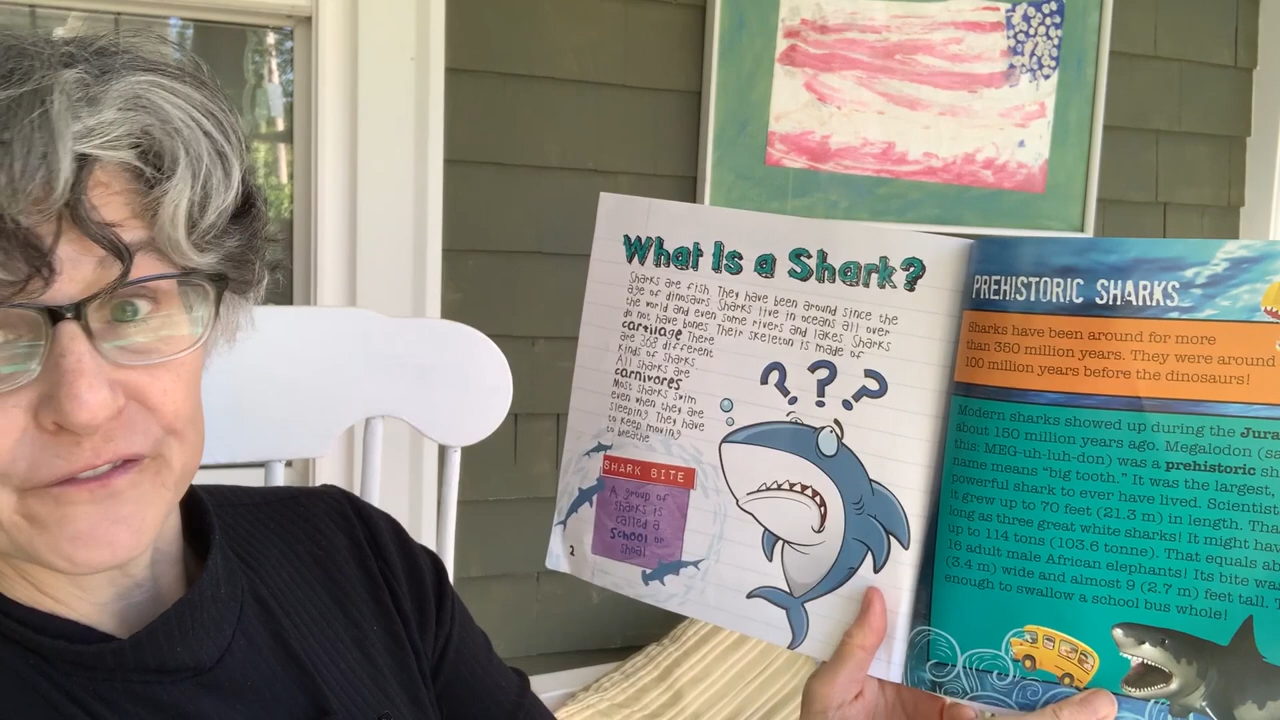 What Is a Shark?
Sharks are fish. They have been around since the
age of dinosaurs. Sharks live in oceans all over
the world and even some rivers and lakes. Sharks
do not have bones. Their skeleton is made of
cartilage. There
are 368 different
kinds of sharks.
All sharks are
carnivores.
Most sharks swim
even when they are
sleeping. They have
to keep moving
to breathe.
? ? ?
SHARK BITE
A group of
sharks is
called a
school or
shoal.
2
PREHISTORIC SHARKS
Sharks have been around for more
than 350 million years. They were around
100 million years before the dinosaurs!
Modern sharks showed up during the
about 150 million years ago. Megalodon
this: MEG-uh-luh-don) was a prehistoric
name means "big tooth." It was the largest,
powerful shark to ever have lived.
it grew up to 70 feet (21.3 m) in length.
long as three great white sharks! It might
up to 114 tons (103.6 tonne). That equals
16 adult male African elephants! Its bite was
(3.4 m) wide and almost 9 (2.7 m) feet tall.
enough to swallow a school bus whole!